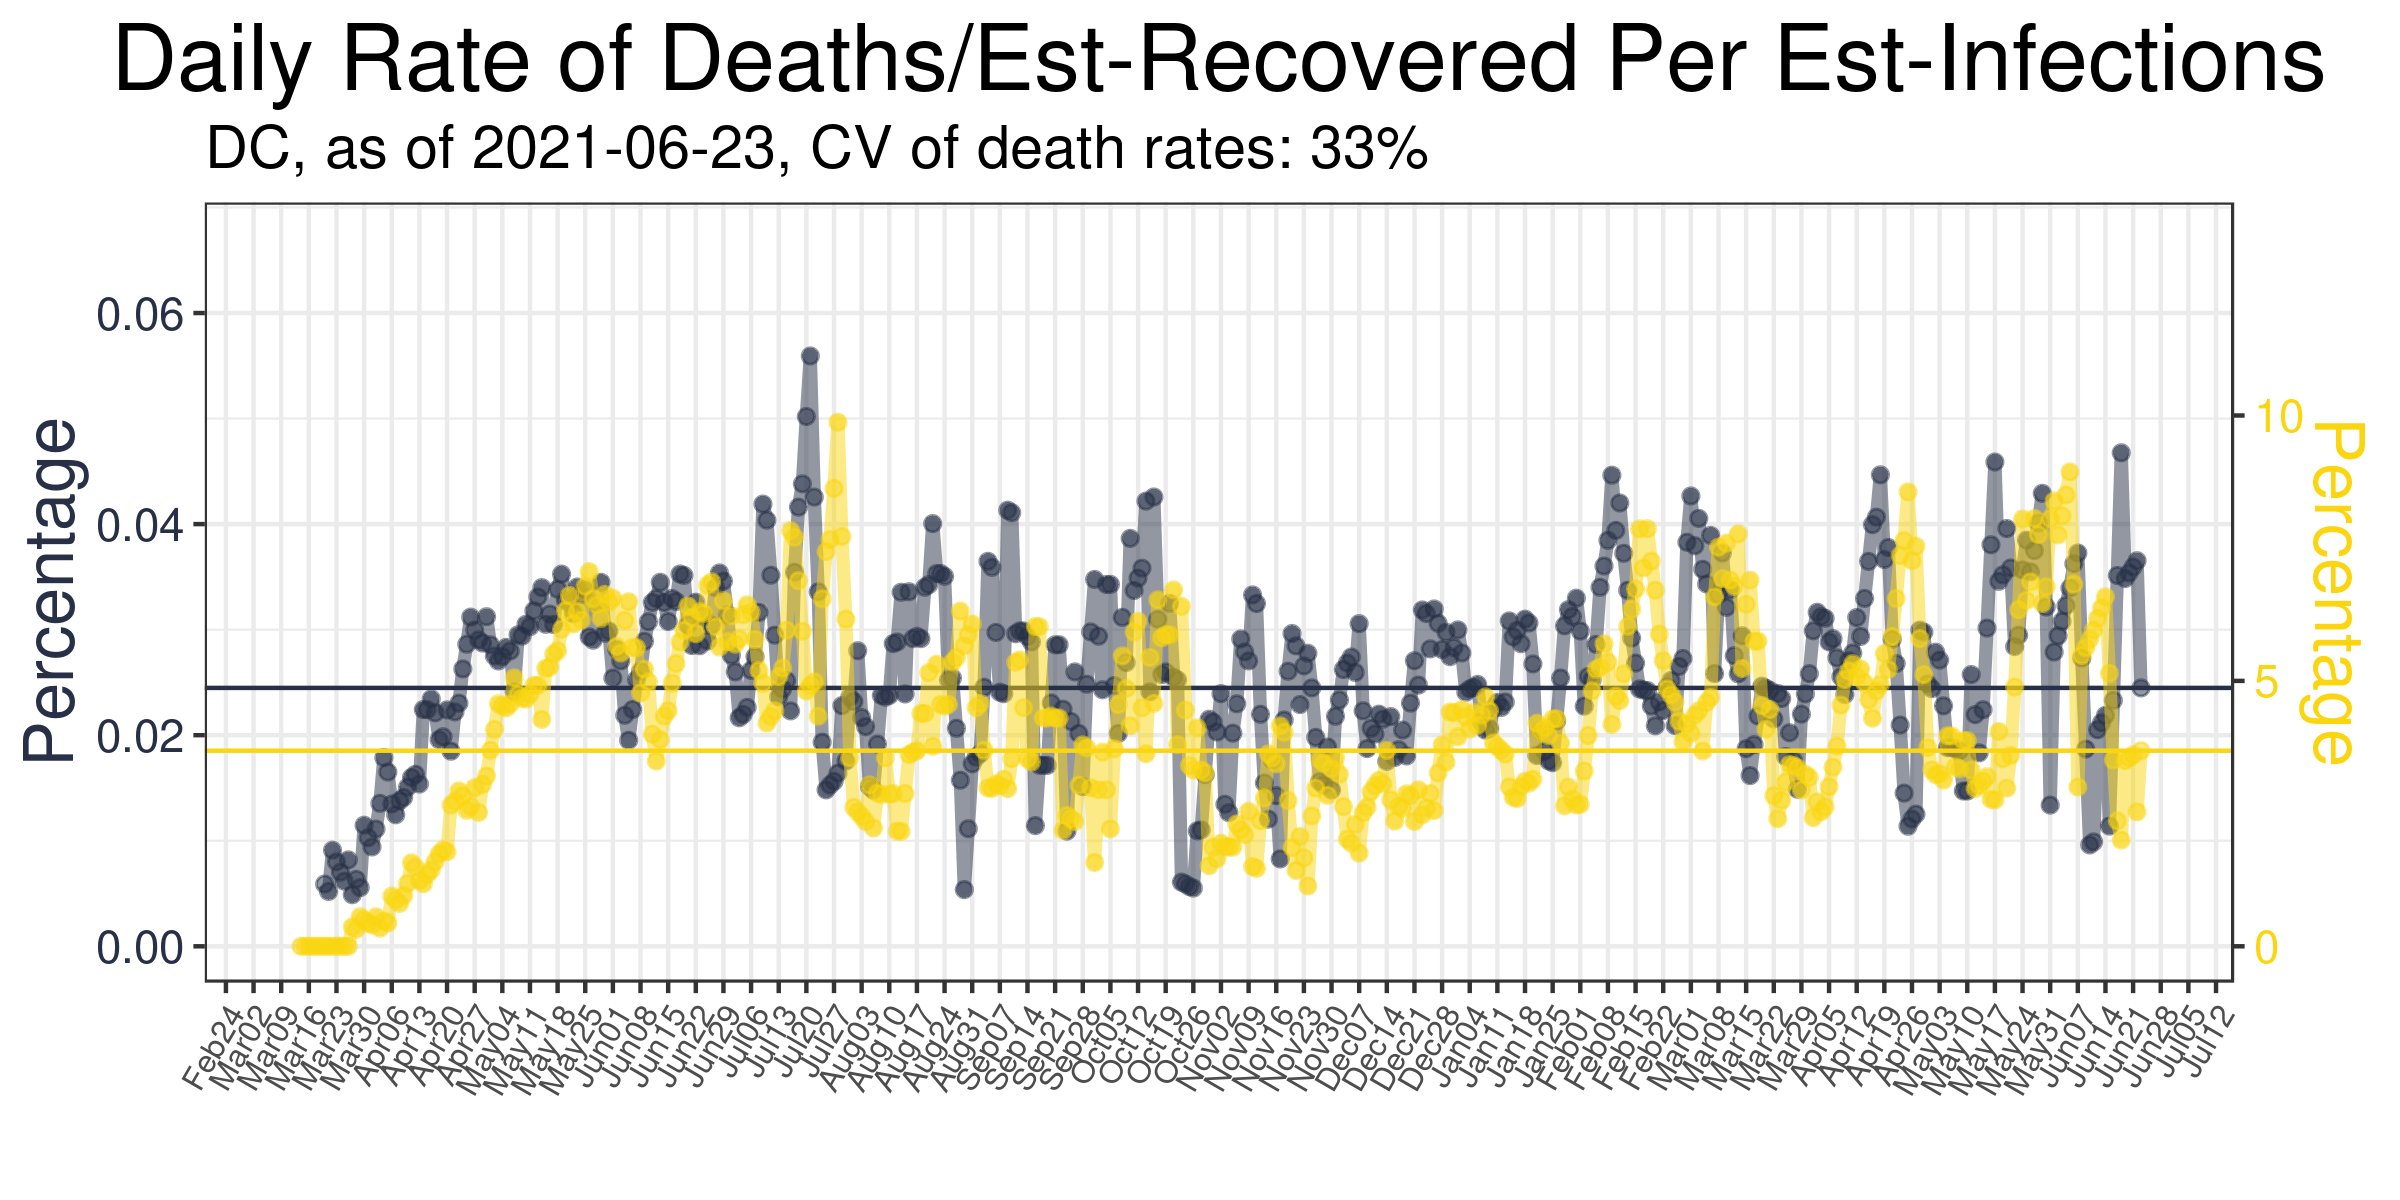 Daily Rate of Deaths/Est-Recovered Per Est-Infections
DC, as of 2021-06-23, CV of death rates: 33%
Percentage
0.06
0.04
0.02
0.00
10
5
0
Percentage
Feb24
Mar02
Mar09
Mar16
Mar23
Mar30
Apr06
Apr13
Apr20
Apr27
May04
May11
May18
May25
Jun01
Jun08
Jun15
Jun22
Jun29
Jul06
Jul13
Jul20
Jul27
Aug03
Aug10
Aug17
Aug24
Aug31
Sep07
Sep14
Sep21
Sep28
Oct05
Oct12
Oct19
Oct26
Nov02
Nov09
Nov16
Nov23
Nov30
Dec07
Dec14
Dec21
Dec28
Jan04
Jan11
Jan18
Jan25
Feb01
Feb08
Feb15
Feb22
Mar01
Mar08
Mar15
Mar22
Mar29
Apr05
Apr12
Apr19
Apr26
May03
May10
May17
May24
May31
Jun07
Jun14
Jun21
Jun28
Jul05
Jul12